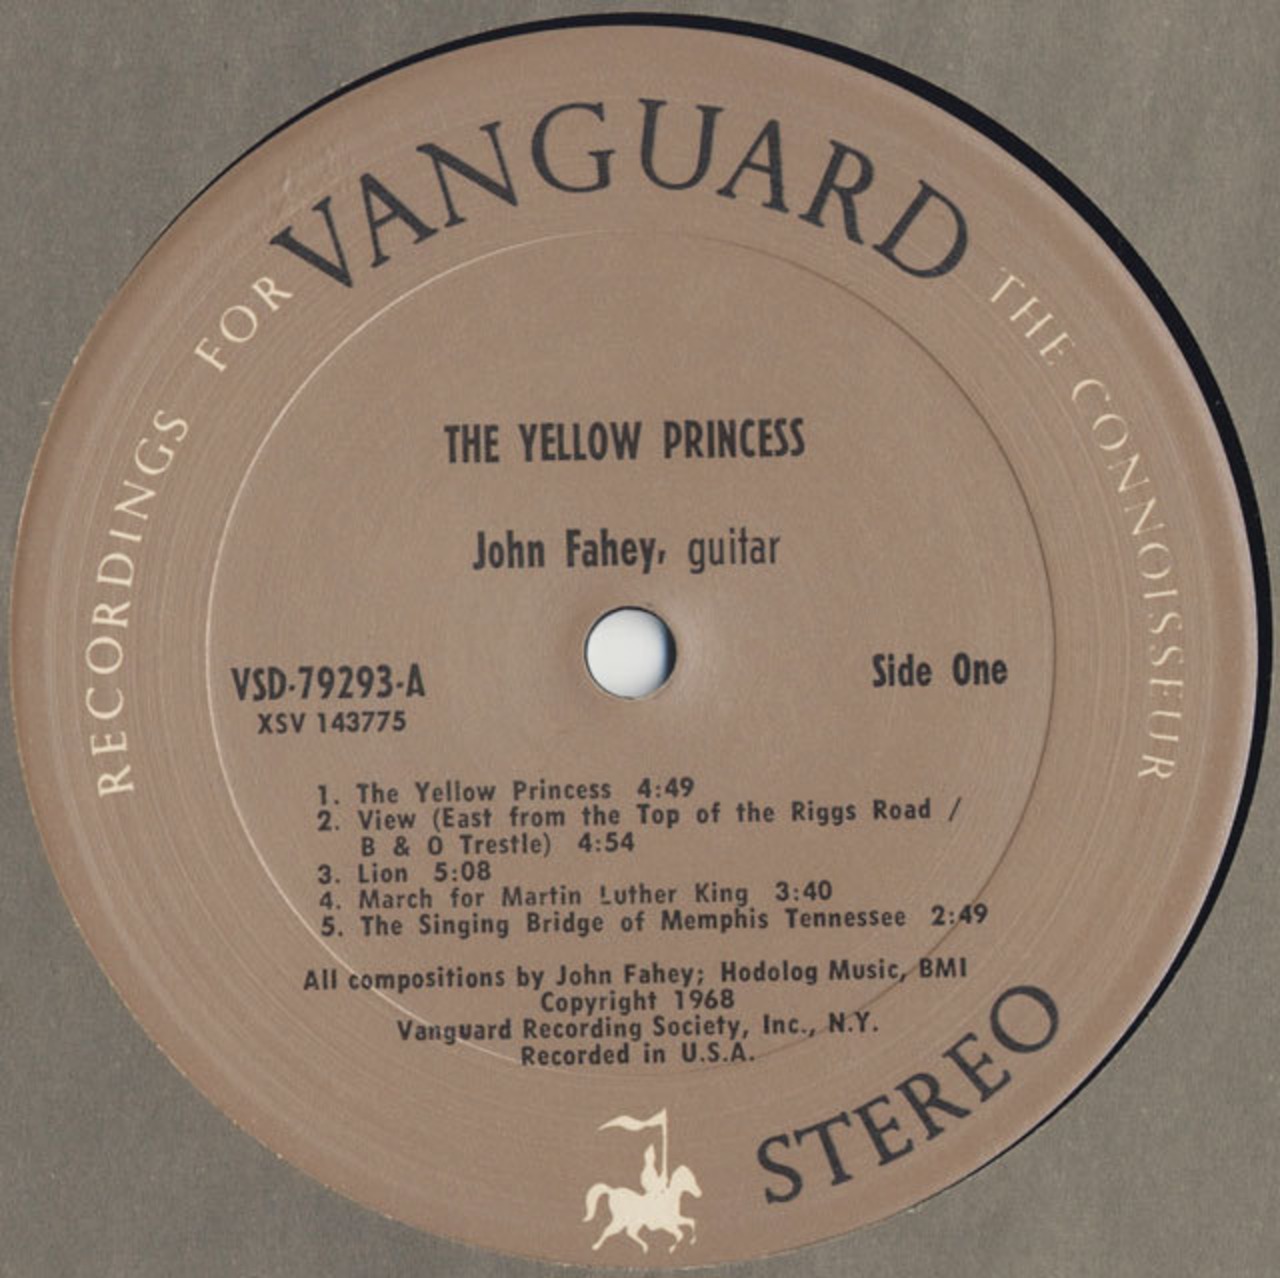 RECORDINGS FOR VANGUARD THE CONNOISSEUR
THE YELLOW PRINCESS
John Fahey, guitar
VSD-79293-A
Side One
XSV 143775
1. The Yellow Princess 4:49
2. View (East from the Top of the Riggs Road /
B & O Trestle) 4:54
3. Lion 5:08
4. March for Martin Luther King 3:40
5. The Singing Bridge of Memphis Tennessee 2:49
All compositions by John Fahey; Hodolog Music, BMI
Copyright 1968
Vanguard Recording Society, Inc., N.Y.
Recorded in U.S.A.
STEREO